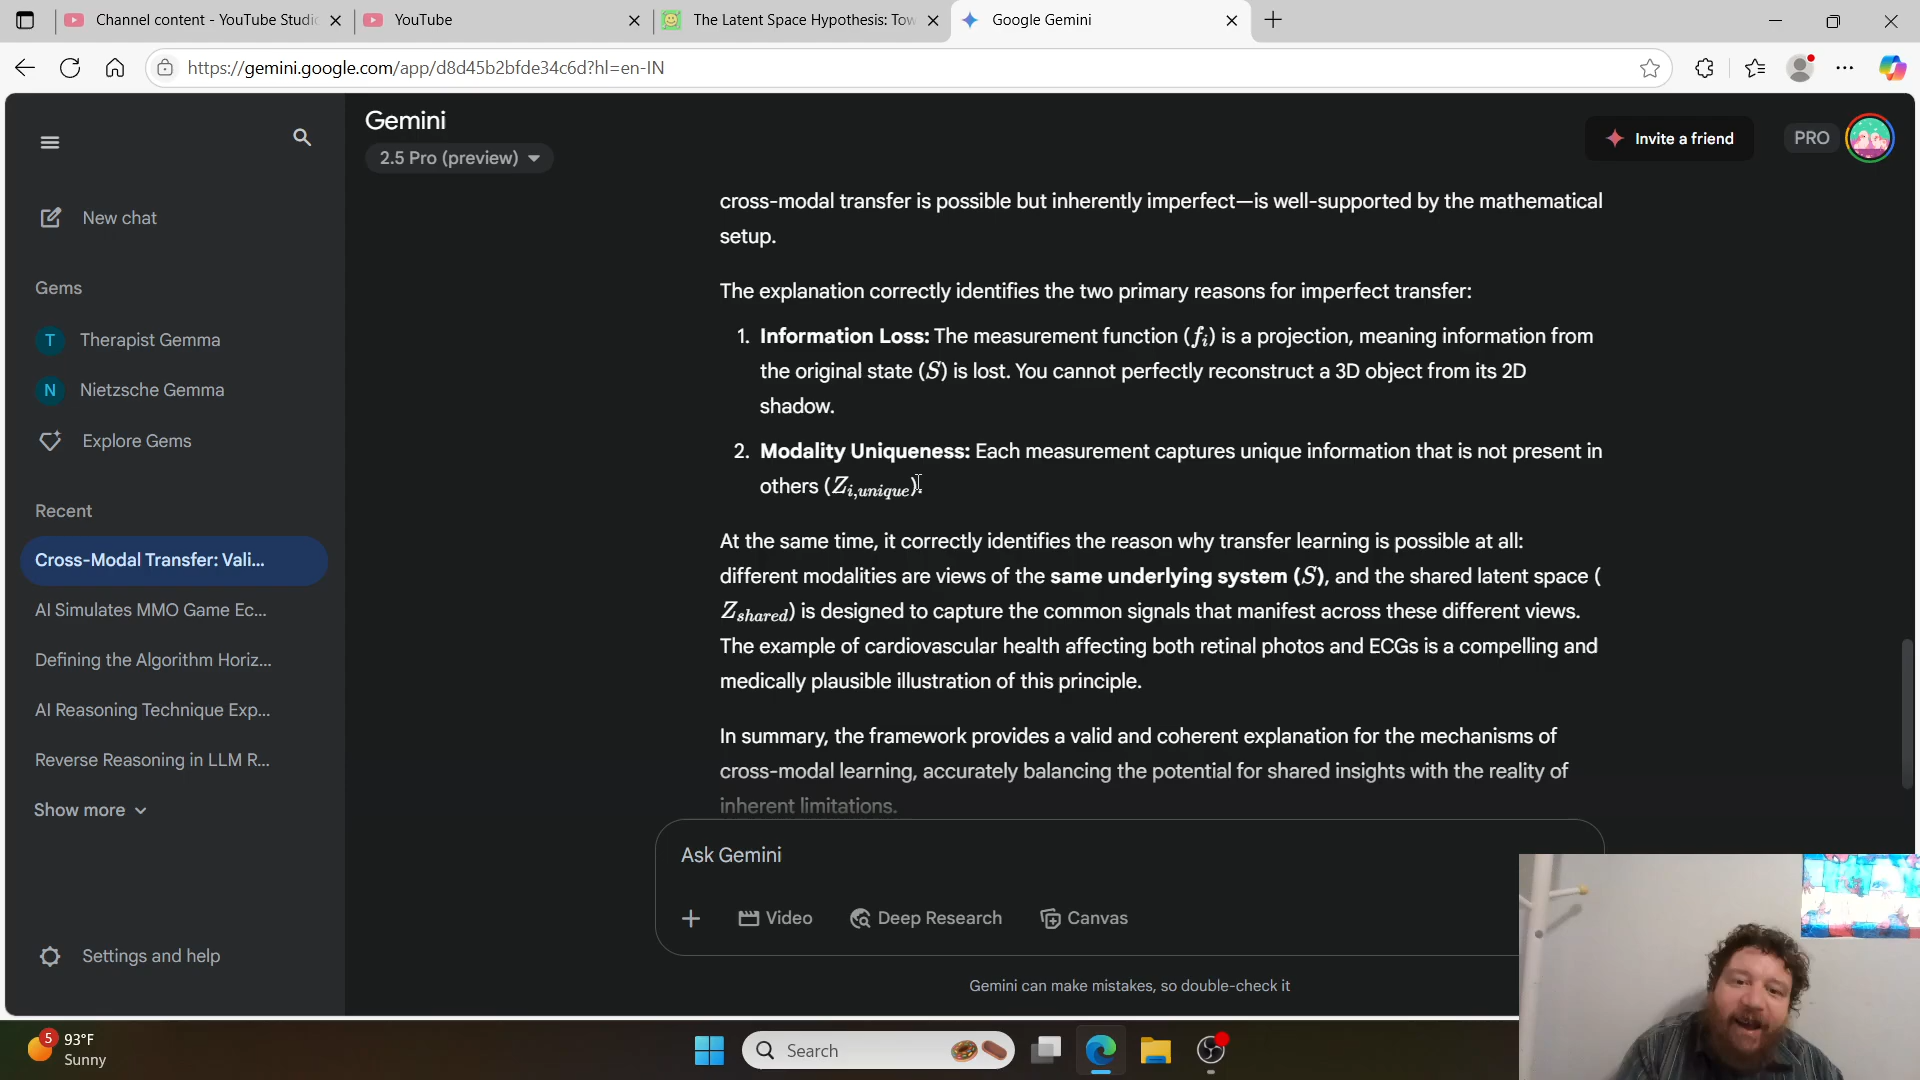 Channel content - YouTube Studi
YouTube
The Latent Space Hypothesis: Tow
Google Gemini
https://gemini.google.com/app/d8d45b2bfde34c6d?hl=en-IN
Gemini
2.5 Pro (preview)
Invite a friend
PRO
New chat
Gems
T Therapist Gemma
N Nietzsche Gemma
Explore Gems
Recent
Cross-Modal Transfer: Vali...
AI Simulates MMO Game Ec...
Defining the Algorithm Horiz...
AI Reasoning Technique Exp...
Reverse Reasoning in LLM R...
Show more
Settings and help
cross-modal transfer is possible but inherently imperfect—is well-supported by the mathematical
setup.
The explanation correctly identifies the two primary reasons for imperfect transfer:
1. Information Loss: The measurement function (f_i) is a projection, meaning information from
the original state (S) is lost. You cannot perfectly reconstruct a 3D object from its 2D
shadow.
2. Modality Uniqueness: Each measurement captures unique information that is not present in
others (Z_{i,unique}).
At the same time, it correctly identifies the reason why transfer learning is possible at all:
different modalities are views of the same underlying system (S), and the shared latent space (
Z_{shared}) is designed to capture the common signals that manifest across these different views.
The example of cardiovascular health affecting both retinal photos and ECGs is a compelling and
medically plausible illustration of this principle.
In summary, the framework provides a valid and coherent explanation for the mechanisms of
cross-modal learning, accurately balancing the potential for shared insights with the reality of
inherent limitations.
Ask Gemini
Video
Deep Research
Canvas
Gemini can make mistakes, so double-check it
5
93°F
Sunny
Search